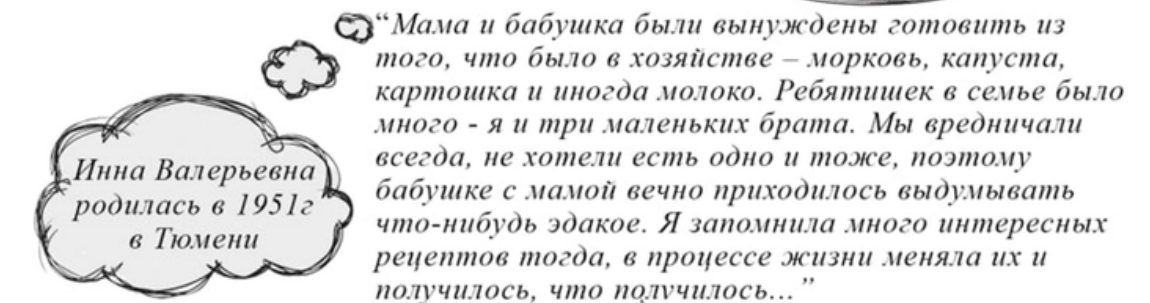 “Мама и бабушка были вынуждены готовить из
того, что было в хозяйстве – морковь, капуста,
картошка и иногда молоко. Ребятишек в семье было
много - я и три маленьких брата. Мы вредничали
всегда, не хотели есть одно и тоже, поэтому
бабушке с мамой вечно приходилось выдумывать
что-нибудь эдакое. Я запомнила много интересных
рецептов тогда, в процессе жизни меняла их и
получилось, что получилось...”
Инна Валерьевна
родилась в 1951г
в Тюмени